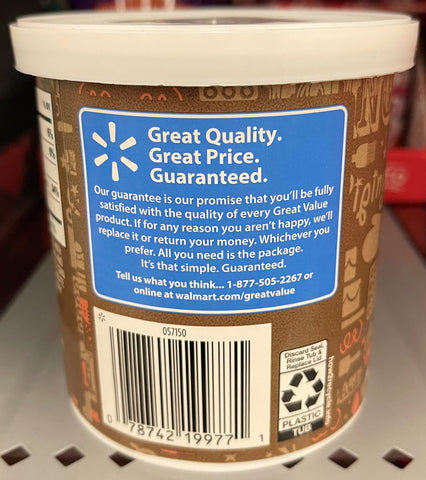 Great Quality.
Great Price.
Guaranteed.
Our guarantee is our promise that you'll be fully
satisfied with the quality of every Great Value
product. If for any reason you aren't happy, we'll
replace it or return your money. Whichever you
prefer. All you need is the package.
It's that simple. Guaranteed.
Tell us what you think... 1-877-505-2267 or
online at walmart.com/greatvalue
057150
0 78742 19977 1
Discard Seal,
Rinse Tub &
Replace Lid
PLASTIC
TUB
how2recycle.info